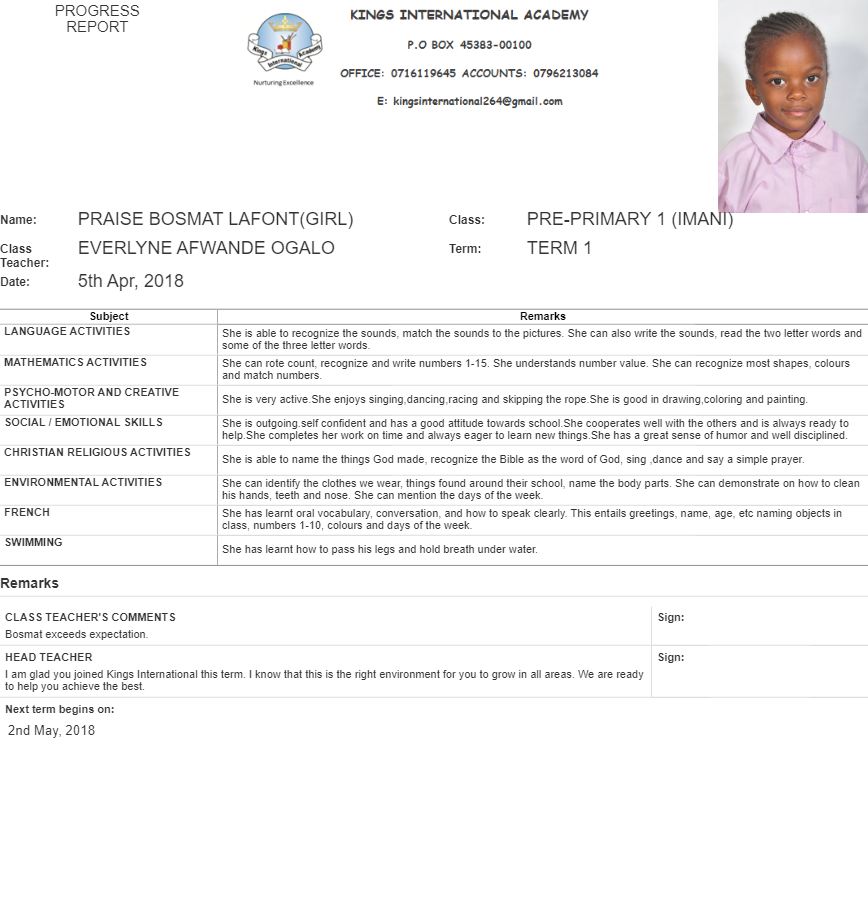 PROGRESS
REPORT
Kings Academy
International
Nurturing Excellence
KINGS INTERNATIONAL ACADEMY
P.O BOX 45383-00100
OFFICE: 0716119645 ACCOUNTS: 0796213084
E: kingsinternational264@gmail.com
Name: PRAISE BOSMAT LAFONT(GIRL) Class: PRE-PRIMARY 1 (IMANI)
Class Teacher: EVERLYNE AFWANDE OGALO Term: TERM 1
Date: 5th Apr, 2018
Subject Remarks
LANGUAGE ACTIVITIES She is able to recognize the sounds, match the sounds to the pictures. She can also write the sounds, read the two letter words and
some of the three letter words.
MATHEMATICS ACTIVITIES She can rote count, recognize and write numbers 1-15. She understands number value. She can recognize most shapes, colours
and match numbers.
PSYCHO-MOTOR AND CREATIVE
ACTIVITIES She is very active.She enjoys singing,dancing,racing and skipping the rope.She is good in drawing,coloring and painting.
SOCIAL / EMOTIONAL SKILLS She is outgoing.self confident and has a good attitude towards school.She cooperates well with the others and is always ready to
help.She completes her work on time and always eager to learn new things.She has a great sense of humor and well disciplined.
CHRISTIAN RELIGIOUS ACTIVITIES She is able to name the things God made, recognize the Bible as the word of God, sing ,dance and say a simple prayer.
ENVIRONMENTAL ACTIVITIES She can identify the clothes we wear, things found around their school, name the body parts. She can demonstrate on how to clean
his hands, teeth and nose. She can mention the days of the week.
FRENCH She has learnt oral vocabulary, conversation, and how to speak clearly. This entails greetings, name, age, etc naming objects in
class, numbers 1-10, colours and days of the week.
SWIMMING She has learnt how to pass his legs and hold breath under water.
Remarks
CLASS TEACHER'S COMMENTS Sign:
Bosmat exceeds expectation.
HEAD TEACHER Sign:
I am glad you joined Kings International this term. I know that this is the right environment for you to grow in all areas. We are ready
to help you achieve the best.
Next term begins on:
2nd May, 2018